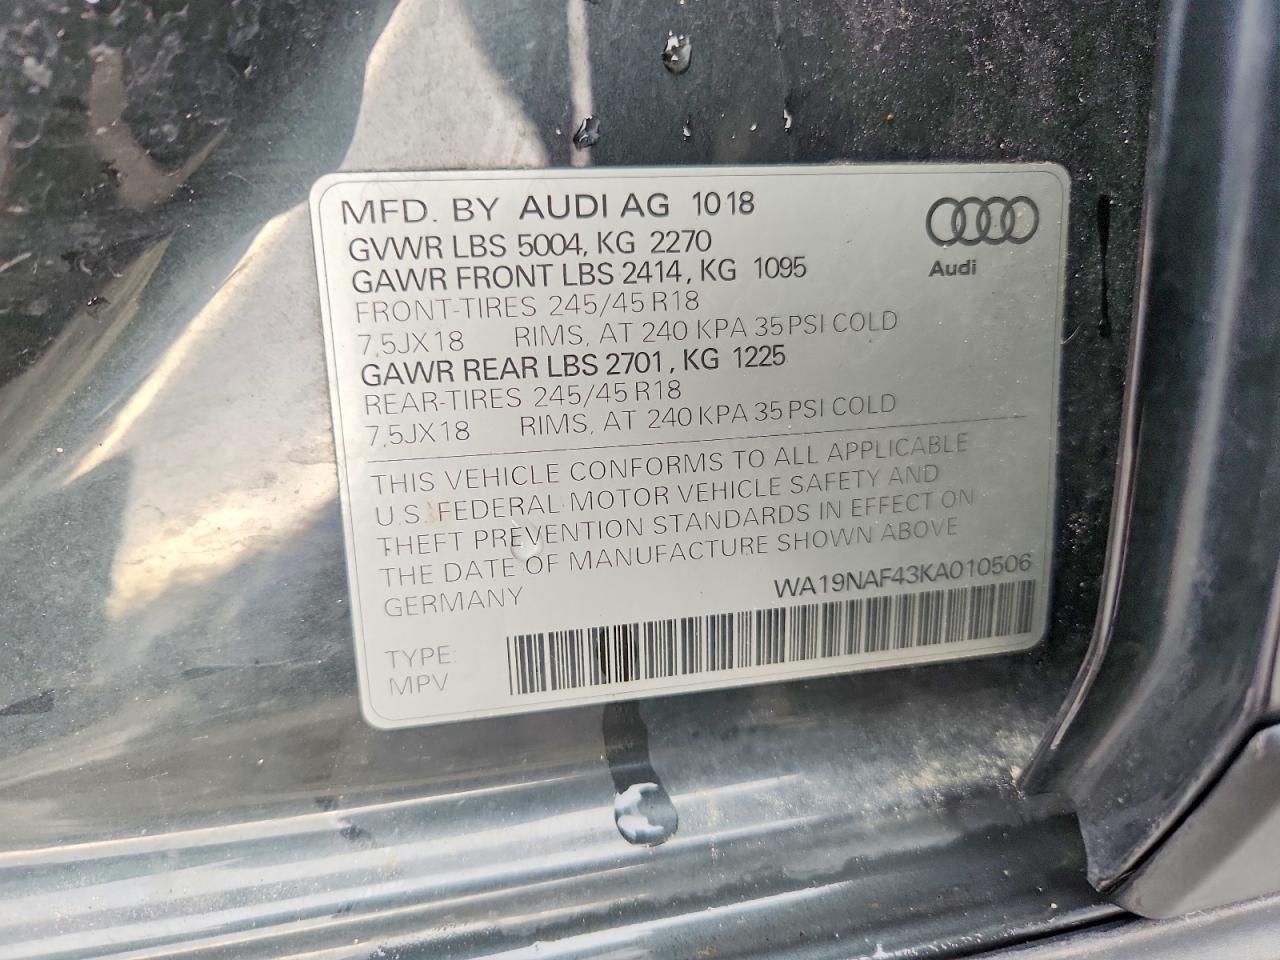 MFD. BY AUDI AG 1018
GVWR LBS 5004, KG 2270
GAWR FRONT LBS 2414, KG 1095
FRONT-TIRES 245/45 R18
7,5JX18 RIMS, AT 240 KPA 35 PSI COLD
GAWR REAR LBS 2701, KG 1225
REAR-TIRES 245/45 R18
7,5JX18 RIMS, AT 240 KPA 35 PSI COLD
Audi
THIS VEHICLE CONFORMS TO ALL APPLICABLE
U.S. FEDERAL MOTOR VEHICLE SAFETY AND
THEFT PREVENTION STANDARDS IN EFFECT ON
THE DATE OF MANUFACTURE SHOWN ABOVE
GERMANY
WA19NAF43KA010506
TYPE:
MPV